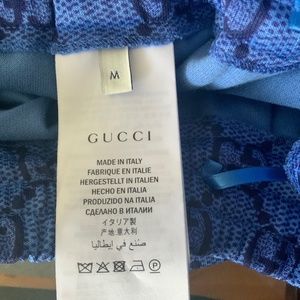 M
GUCCI
MADE IN ITALY
FABRIQUE EN ITALIE
HERGESTELLT IN ITALIEN
HECHO EN ITALIA
PRODUZIDO NA ITALIA
СДЕЛАНО В ИТАЛИИ
イタリア製
产地:意大利
صنع في إيطاليا
P